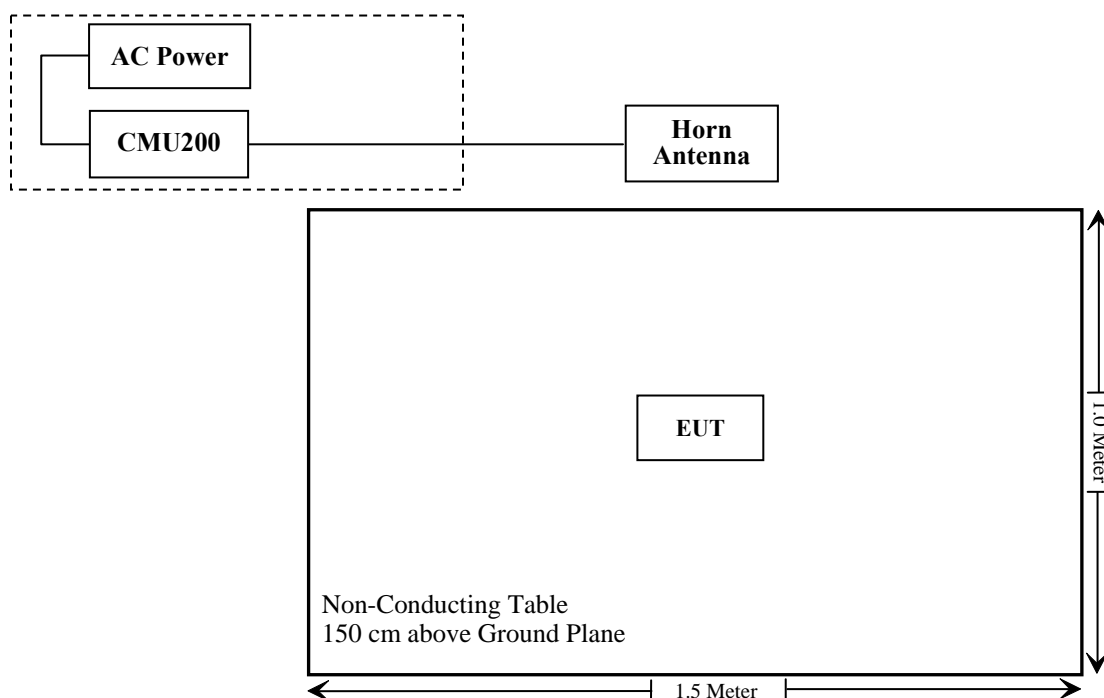 AC Power
CMU200
Horn
Antenna
EUT
1.0 Meter
Non-Conducting Table
150 cm above Ground Plane
1.5 Meter